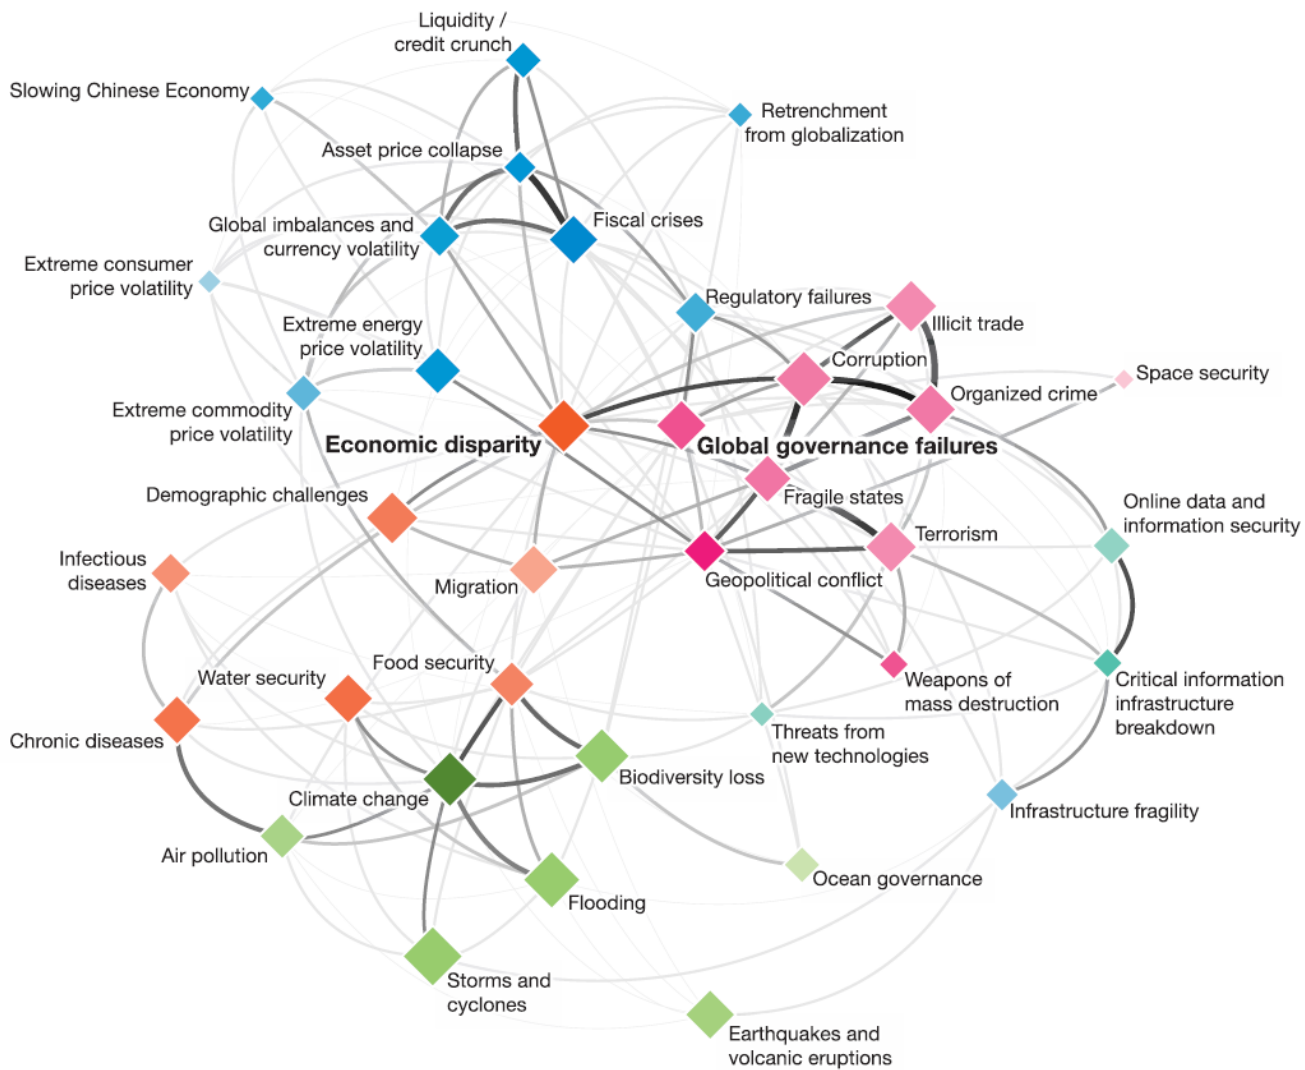 Liquidity /
credit crunch
Slowing Chinese Economy
Retrenchment
from globalization
Asset price collapse
Global imbalances and
currency volatility
Fiscal crises
Extreme consumer
price volatility
Regulatory failures
Illicit trade
Extreme energy
price volatility
Corruption
Space security
Organized crime
Extreme commodity
price volatility
Economic disparity
Global governance failures
Demographic challenges
Fragile states
Online data and
information security
Terrorism
Infectious
diseases
Migration
Geopolitical conflict
Food security
Water security
Weapons of
mass destruction
Critical information
infrastructure
breakdown
Chronic diseases
Threats from
new technologies
Biodiversity loss
Climate change
Infrastructure fragility
Air pollution
Ocean governance
Flooding
Storms and
cyclones
Earthquakes and
volcanic eruptions